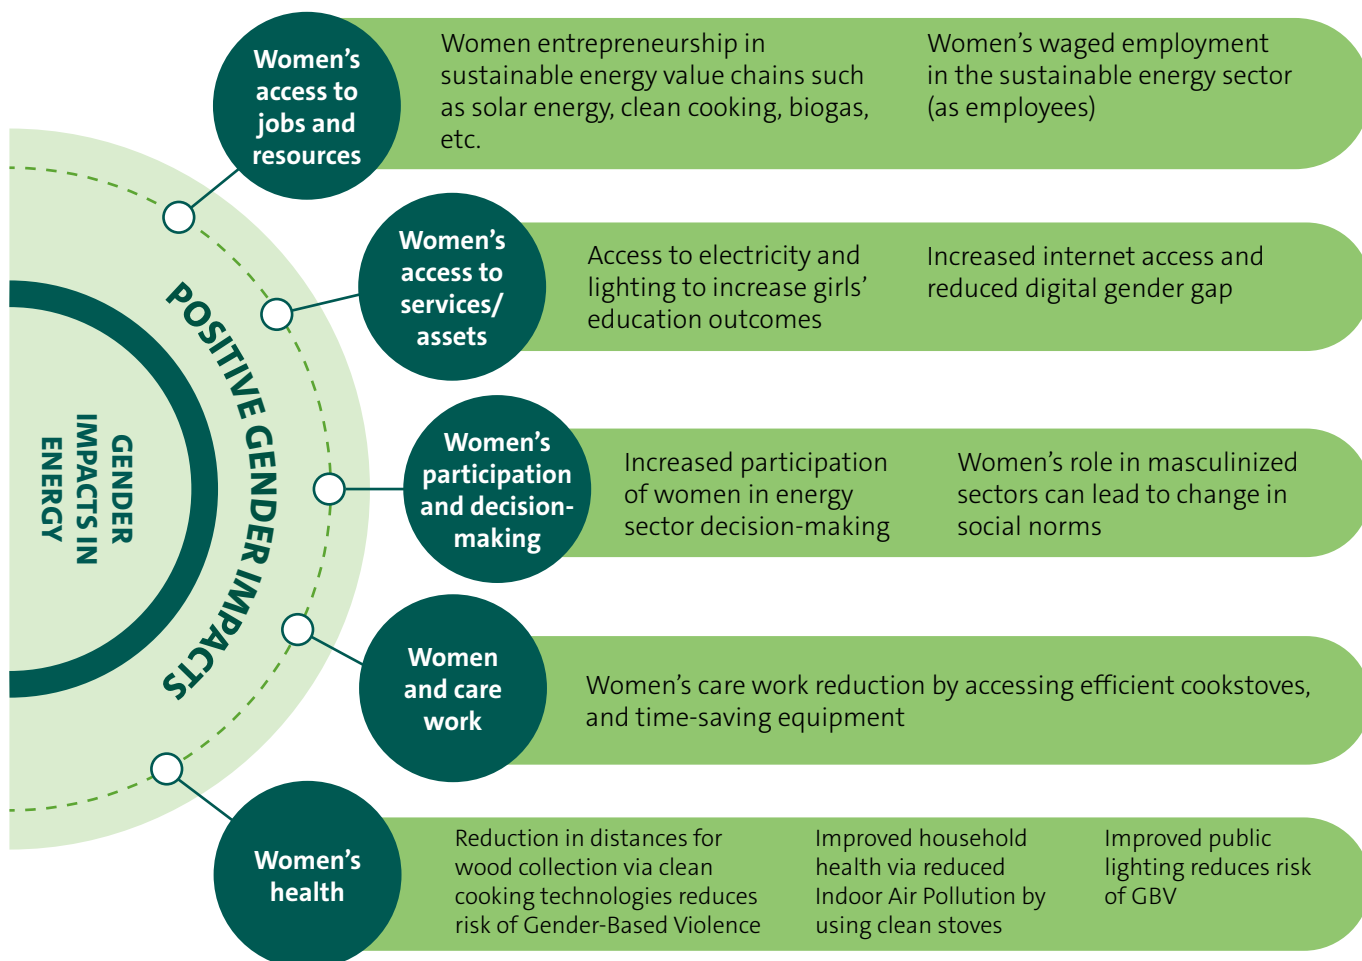 GENDER
IMPACTS IN
ENERGY
POSITIVE GENDER IMPACTS
Women's
access to
jobs and
resources
Women entrepreneurship in
sustainable energy value chains such
as solar energy, clean cooking, biogas,
etc.
Women's waged employment
in the sustainable energy sector
(as employees)
Women's
access to
services/
assets
Access to electricity and
lighting to increase girls'
education outcomes
Increased internet access and
reduced digital gender gap
Women's
participation
and decision-
making
Increased participation
of women in energy
sector decision-making
Women's role in masculinized
sectors can lead to change in
social norms
Women
and care
work
Women's care work reduction by accessing efficient cookstoves,
and time-saving equipment
Women's
health
Reduction in distances for
wood collection via clean
cooking technologies reduces
risk of Gender-Based Violence
Improved household
health via reduced
Indoor Air Pollution by
using clean stoves
Improved public
lighting reduces risk
of GBV